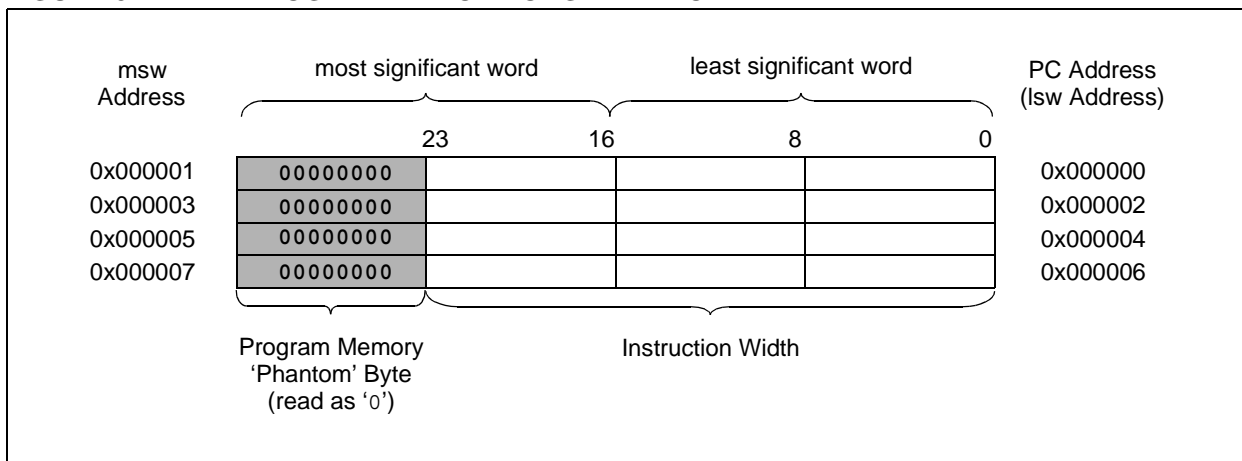 msw
Address
most significant word
least significant word
PC Address
(lsw Address)
23 16 8 0
0x000001 00000000 0x000000
0x000003 00000000 0x000002
0x000005 00000000 0x000004
0x000007 00000000 0x000006
Program Memory
‘Phantom’ Byte
(read as ‘0’)
Instruction Width